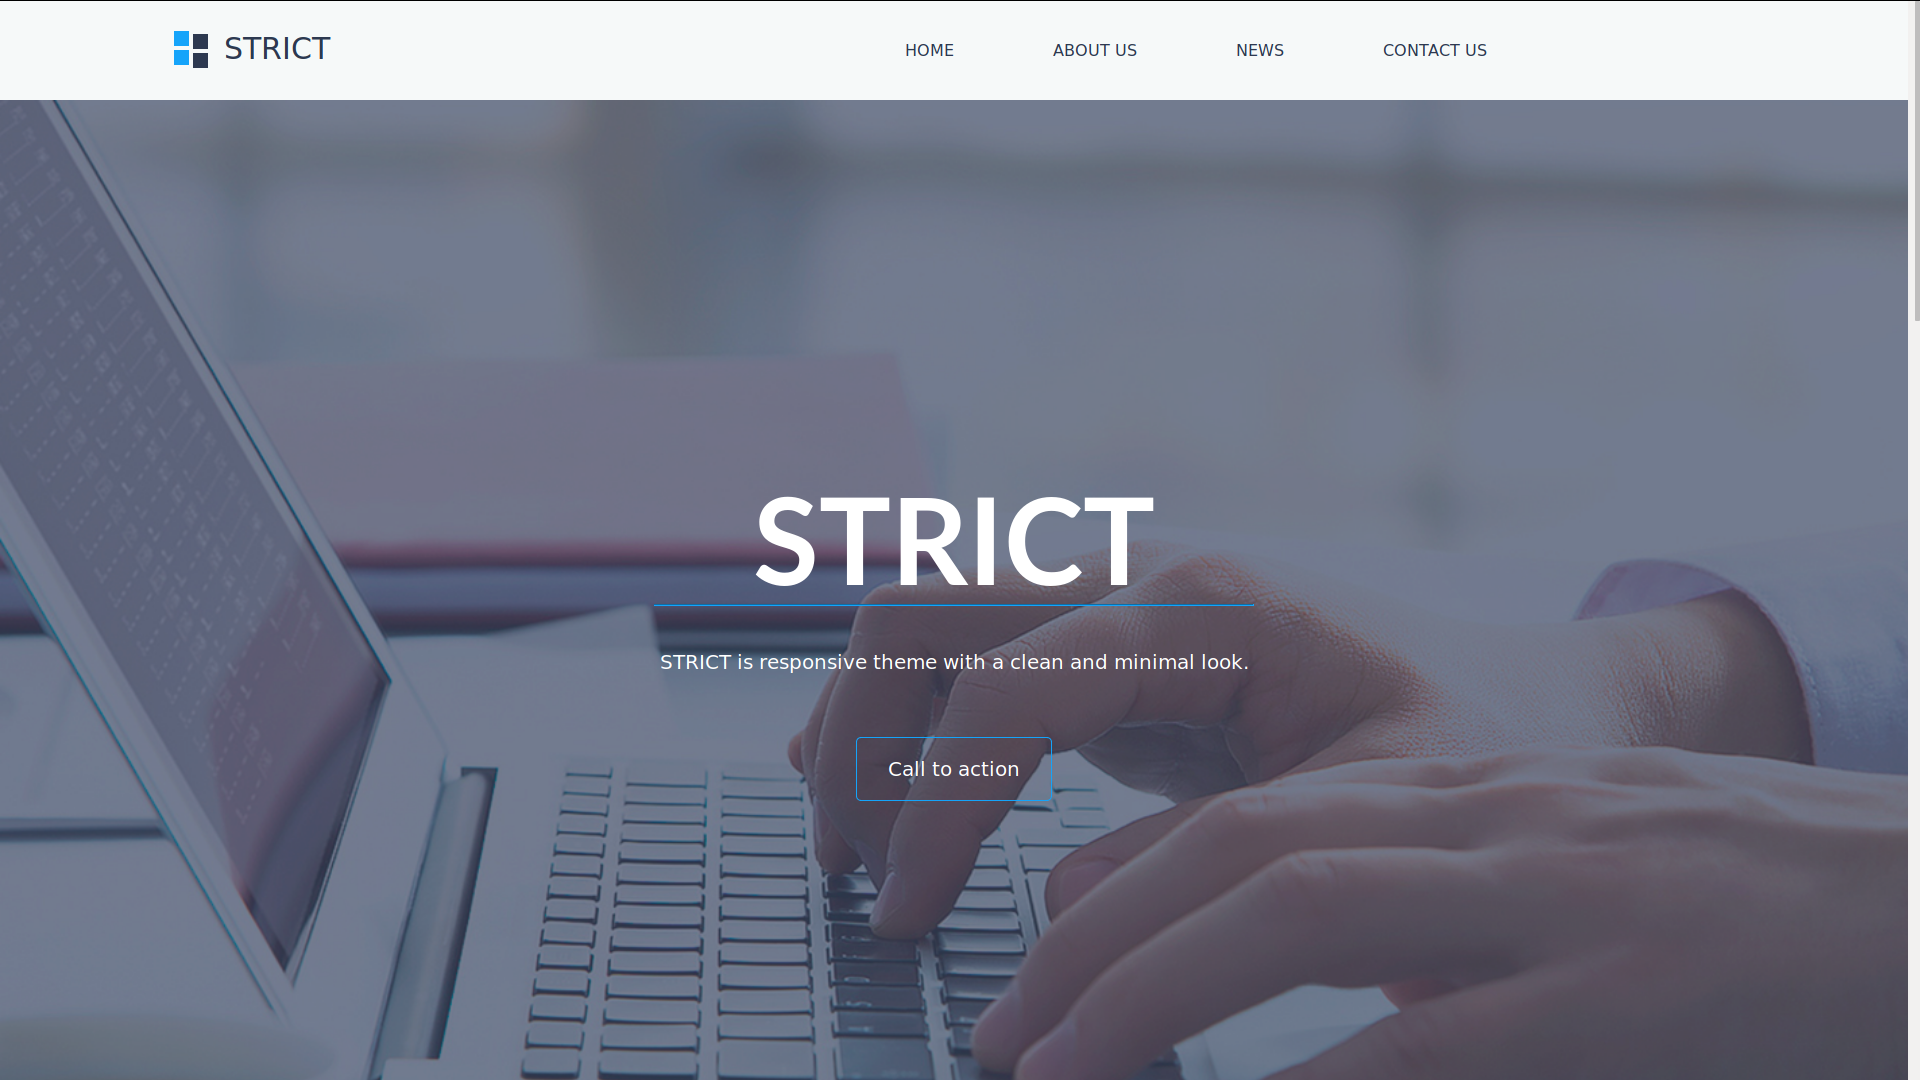 STRICT
HOME
ABOUT US
NEWS
CONTACT US
STRICT
STRICT is responsive theme with a clean and minimal look.
Call to action